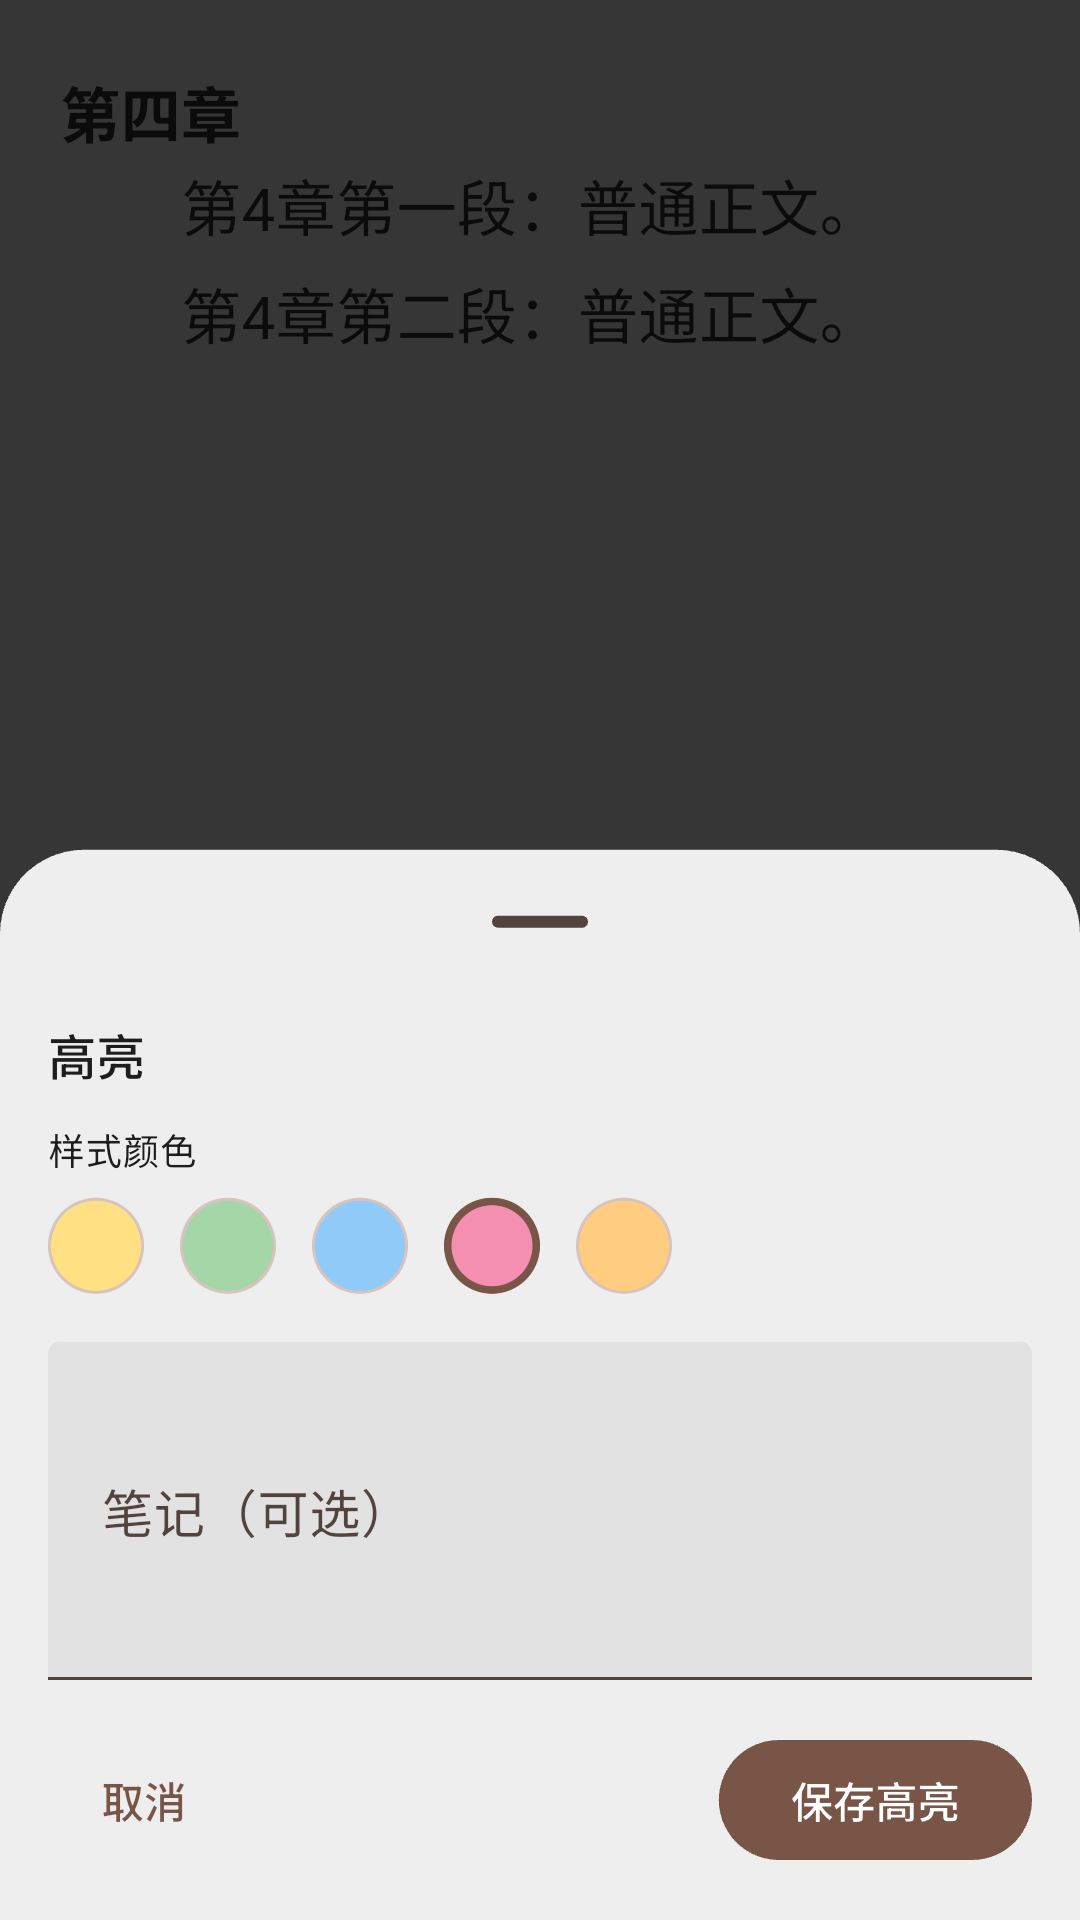 第四章
第4章第一段：普通正文。
第4章第二段：普通正文。
高亮
样式颜色
笔记（可选）
取消
保存高亮